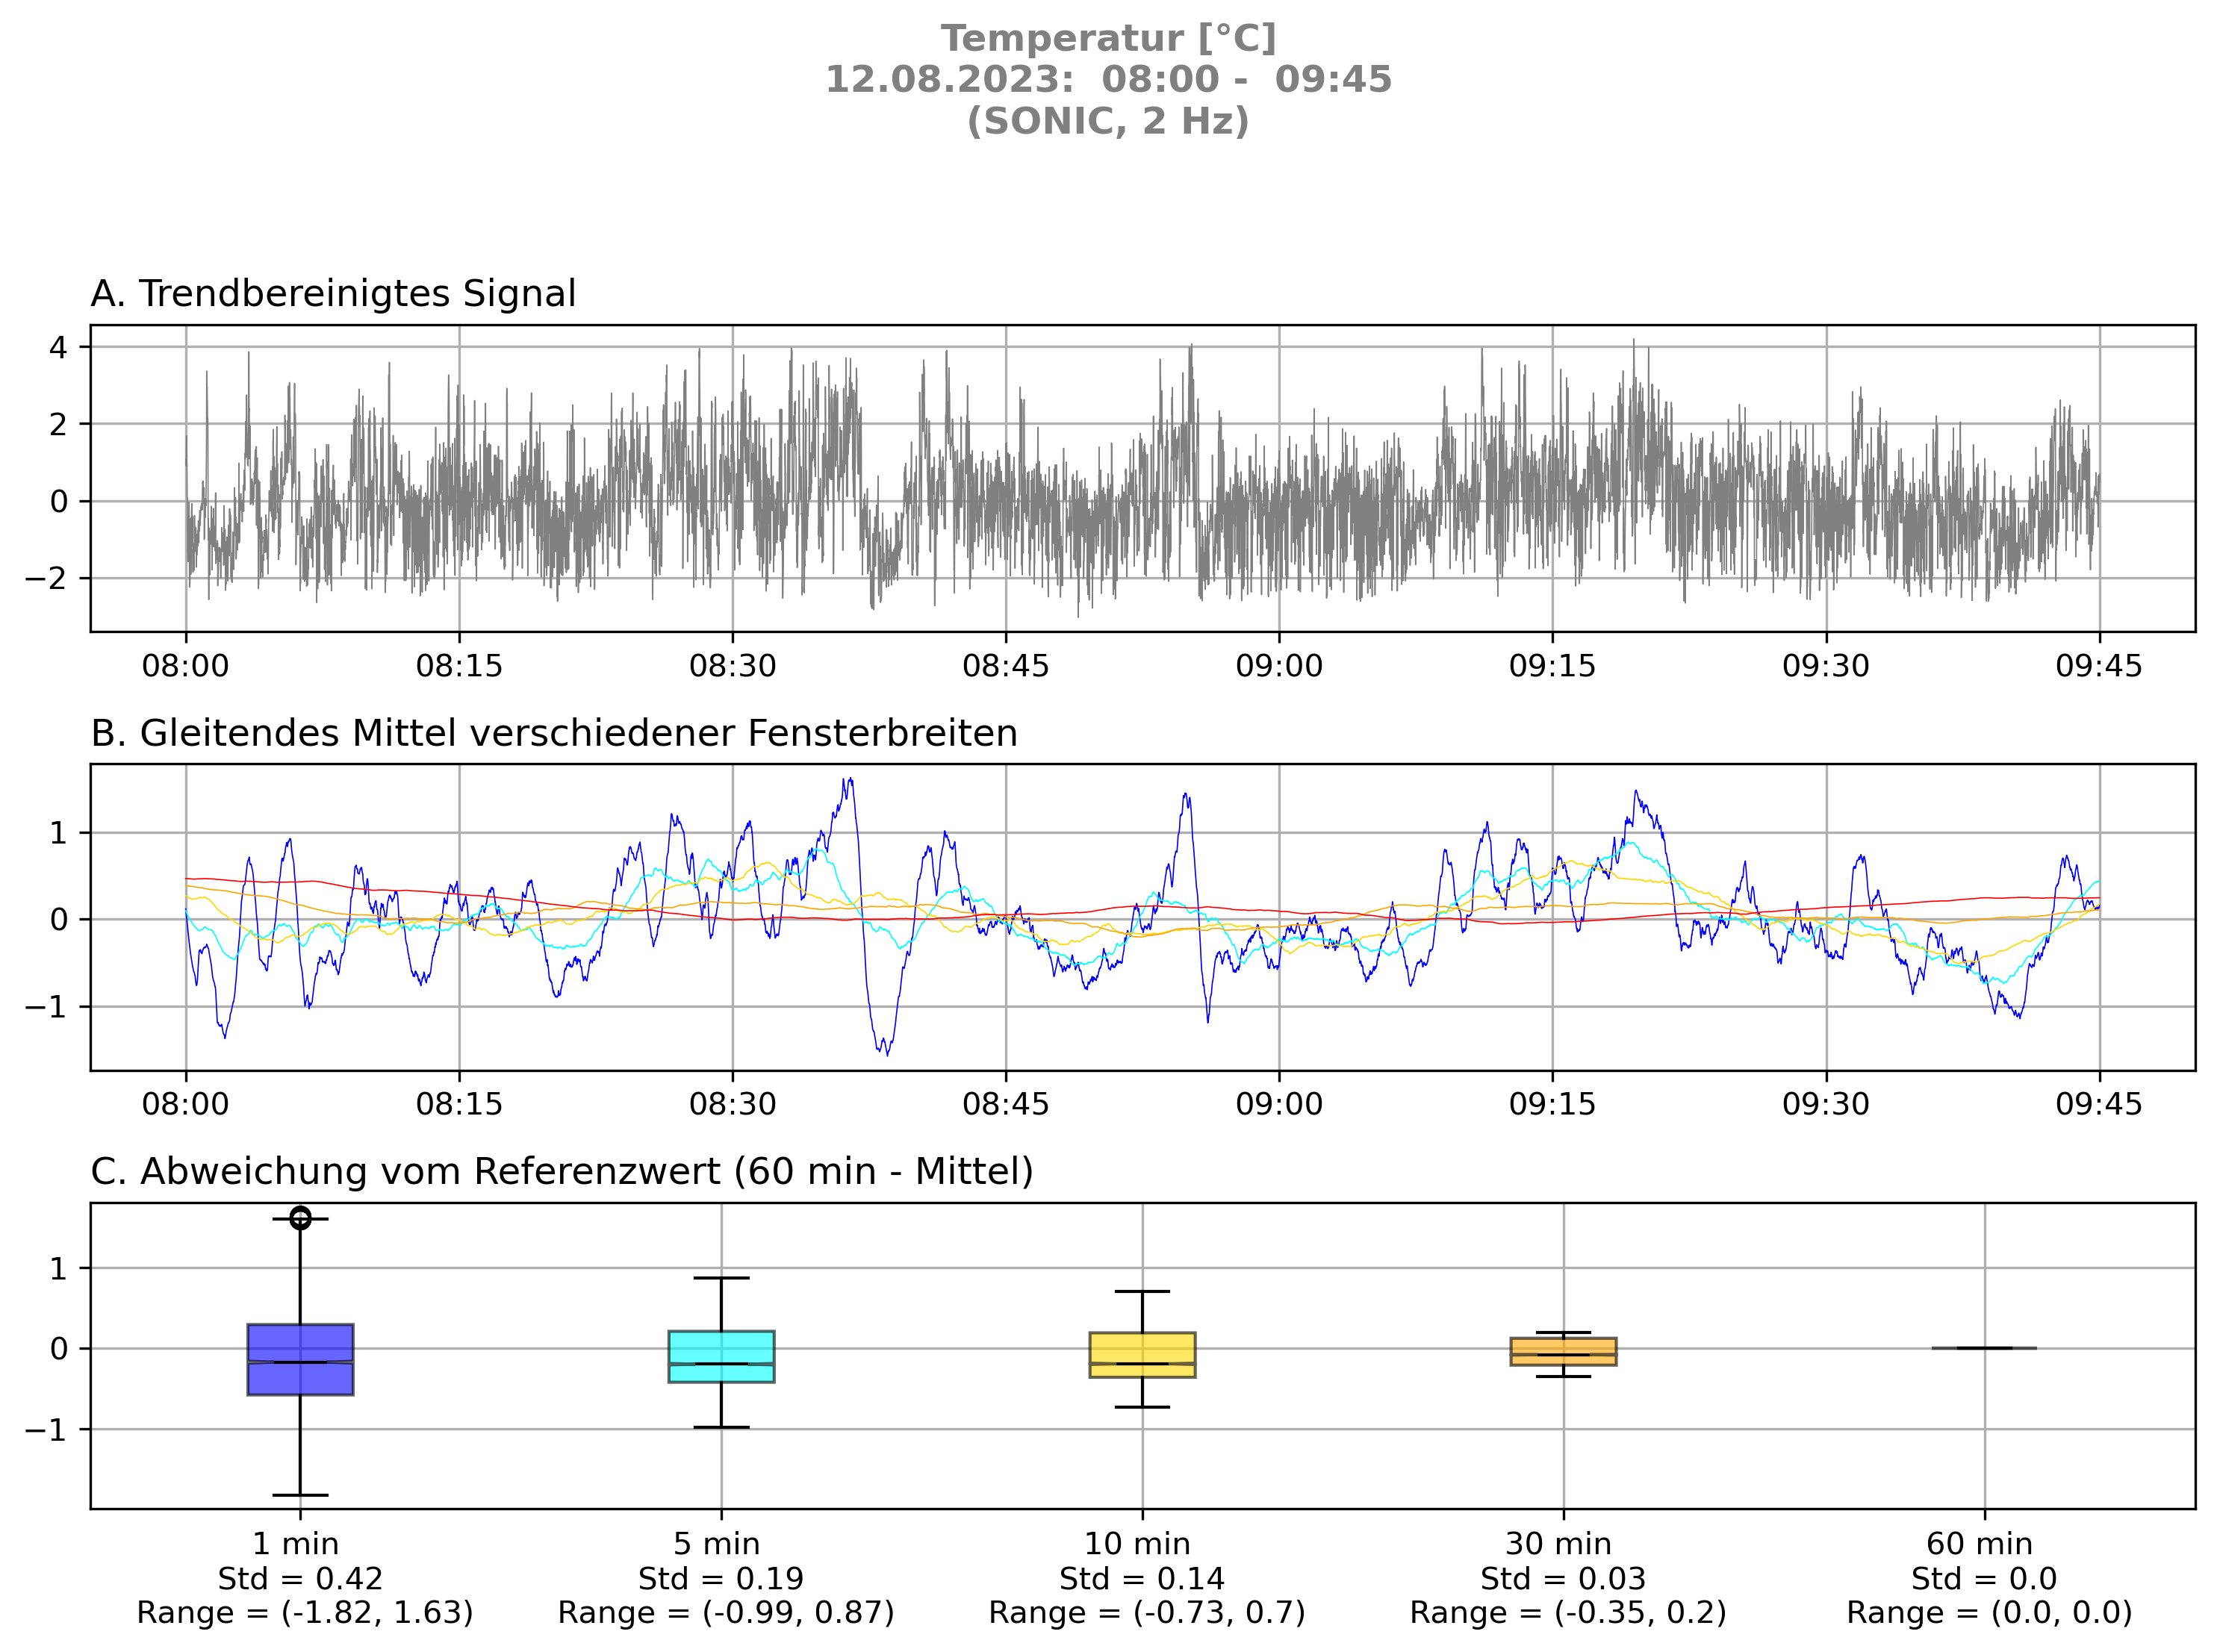 Temperatur [°C]
12.08.2023:  08:00 -  09:45
(SONIC, 2 Hz)
A. Trendbereinigtes Signal
4
2
0
−2
08:00 08:15 08:30 08:45 09:00 09:15 09:30 09:45
B. Gleitendes Mittel verschiedener Fensterbreiten
1
0
−1
08:00 08:15 08:30 08:45 09:00 09:15 09:30 09:45
C. Abweichung vom Referenzwert (60 min - Mittel)
1
0
−1
1 min 5 min 10 min 30 min 60 min
Std = 0.42 Std = 0.19 Std = 0.14 Std = 0.03 Std = 0.0
Range = (-1.82, 1.63) Range = (-0.99, 0.87) Range = (-0.73, 0.7) Range = (-0.35, 0.2) Range = (0.0, 0.0)